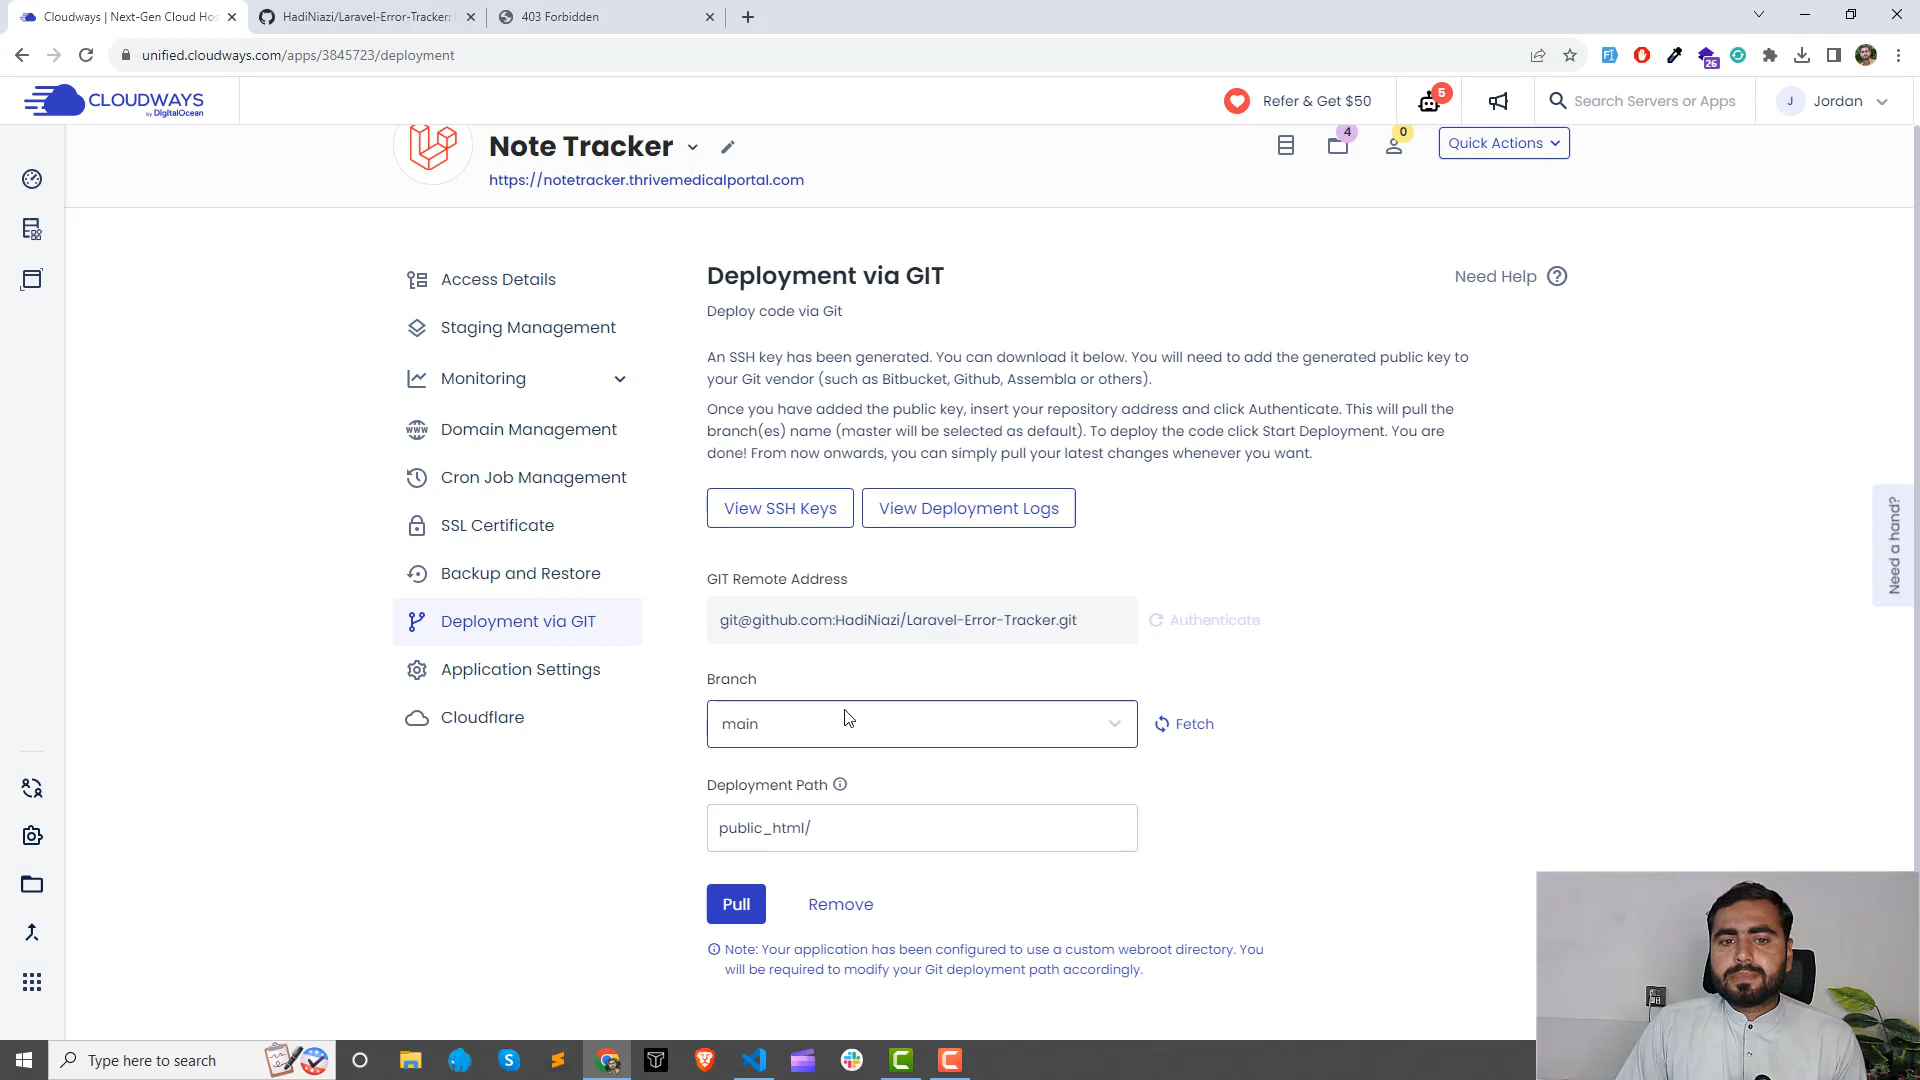 Cloudways | Next-Gen Cloud Hos
HadiNiazi/Laravel-Error-Tracker:
403 Forbidden
unified.cloudways.com/apps/3845723/deployment
26
CLOUDWAYS
by DigitalOcean
Refer & Get $50
5
Search Servers or Apps
J
Jordan
Note Tracker
4
0
Quick Actions
https://notetracker.thrivemedicalportal.com
Access Details
Staging Management
Monitoring
Domain Management
Cron Job Management
SSL Certificate
Backup and Restore
Deployment via GIT
Application Settings
Cloudflare
Deployment via GIT
Need Help
Deploy code via Git
An SSH key has been generated. You can download it below. You will need to add the generated public key to
your Git vendor (such as Bitbucket, Github, Assembla or others).
Once you have added the public key, insert your repository address and click Authenticate. This will pull the
branch(es) name (master will be selected as default). To deploy the code click Start Deployment. You are
done! From now onwards, you can simply pull your latest changes whenever you want.
View SSH Keys
View Deployment Logs
GIT Remote Address
git@github.com:HadiNiazi/Laravel-Error-Tracker.git
Authenticate
Branch
main
Fetch
Deployment Path
public_html/
Pull
Remove
Note: Your application has been configured to use a custom webroot directory. You
will be required to modify your Git deployment path accordingly.
Need a hand?
Type here to search